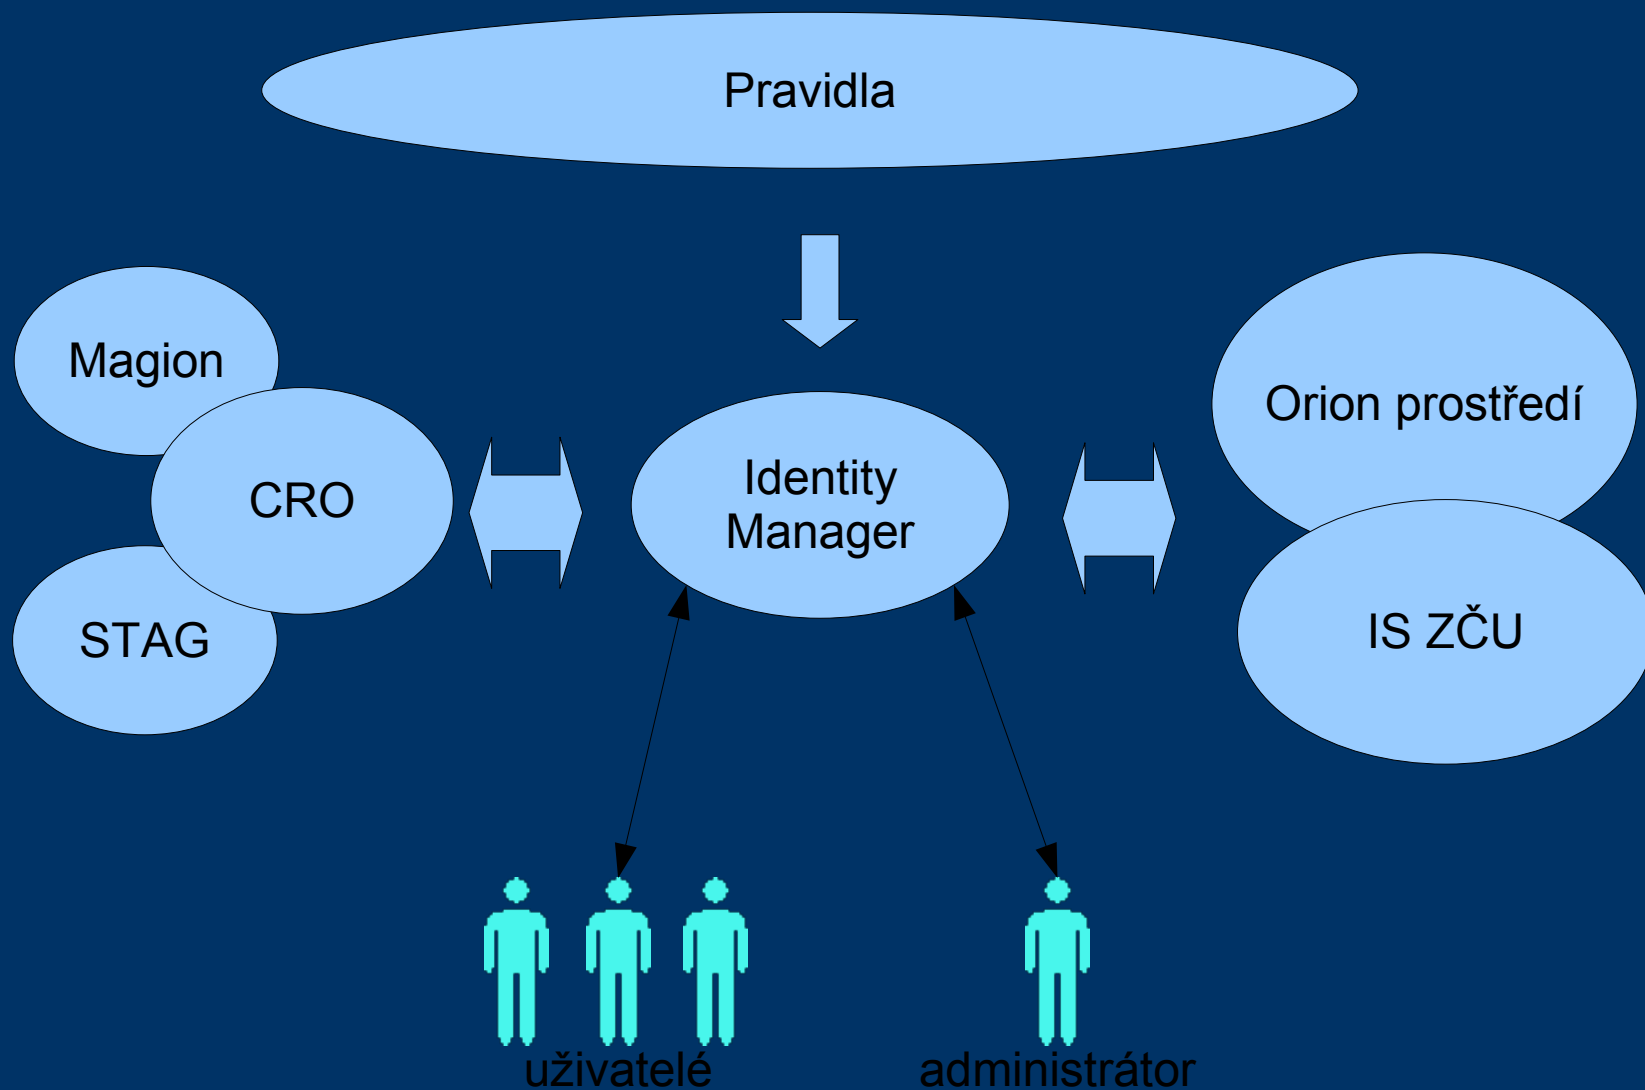 Pravidla
Magion
CRO
STAG
Identity
Manager
Orion prostředí
IS ZČU
uživatelé
administrátor